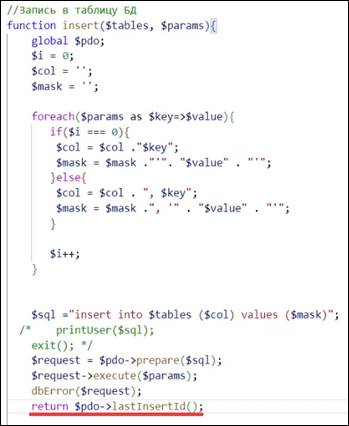 //Запись в таблицу БД
function insert($tables, $params){
global $pdo;
$i = 0;
$col = '';
$mask = '';
foreach($params as $key=>$value){
if($i === 0){
$col = $col ."$key";
$mask = $mask ."'". "$value" . "'";
}else{
$col = $col . ", $key";
$mask = $mask .", '" . "$value" . "'";
}
$i++;
}
$sql ="insert into $tables ($col) values ($mask)";
/* printUser($sql);
exit(); */
$request = $pdo->prepare($sql);
$request->execute($params);
dbError($request);
return $pdo->lastInsertId();